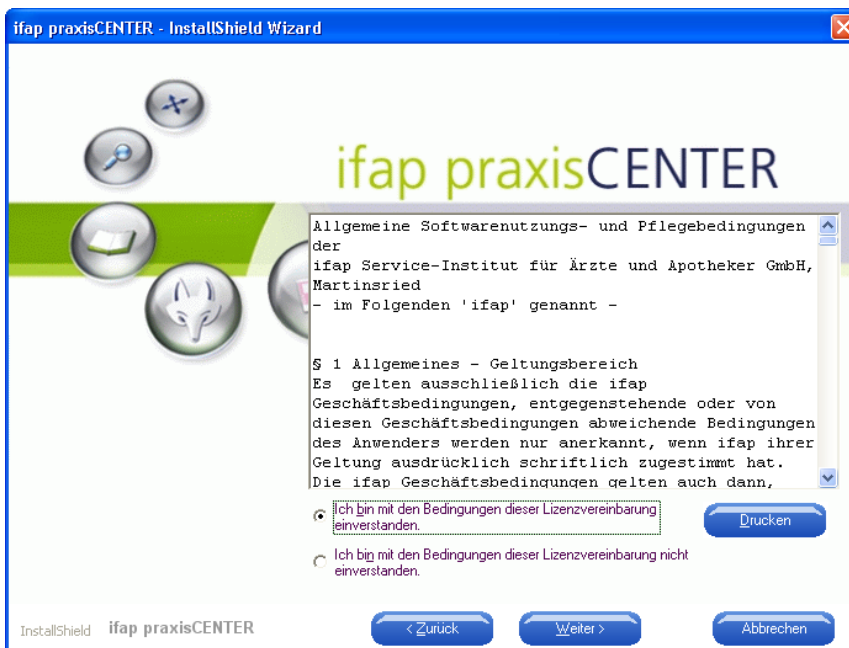 ifap praxisCENTER - InstallShield Wizard
ifap praxisCENTER
Allgemeine Softwarenutzungs- und Pflegebedingungen
der
ifap Service-Institut für Ärzte und Apotheker GmbH,
Martinsried
- im Folgenden 'ifap' genannt -
§ 1 Allgemeines - Geltungsbereich
Es  gelten ausschließlich die ifap
Geschäftsbedingungen, entgegenstehende oder von
diesen Geschäftsbedingungen abweichende Bedingungen
des Anwenders werden nur anerkannt, wenn ifap ihrer
Geltung ausdrücklich schriftlich zugestimmt hat.
Die ifap Geschäftsbedingungen gelten auch dann,
Ich bin mit den Bedingungen dieser Lizenzvereinbarung
einverstanden.
Drucken
Ich bin mit den Bedingungen dieser Lizenzvereinbarung nicht
einverstanden.
InstallShield ifap praxisCENTER
< Zurück
Weiter >
Abbrechen